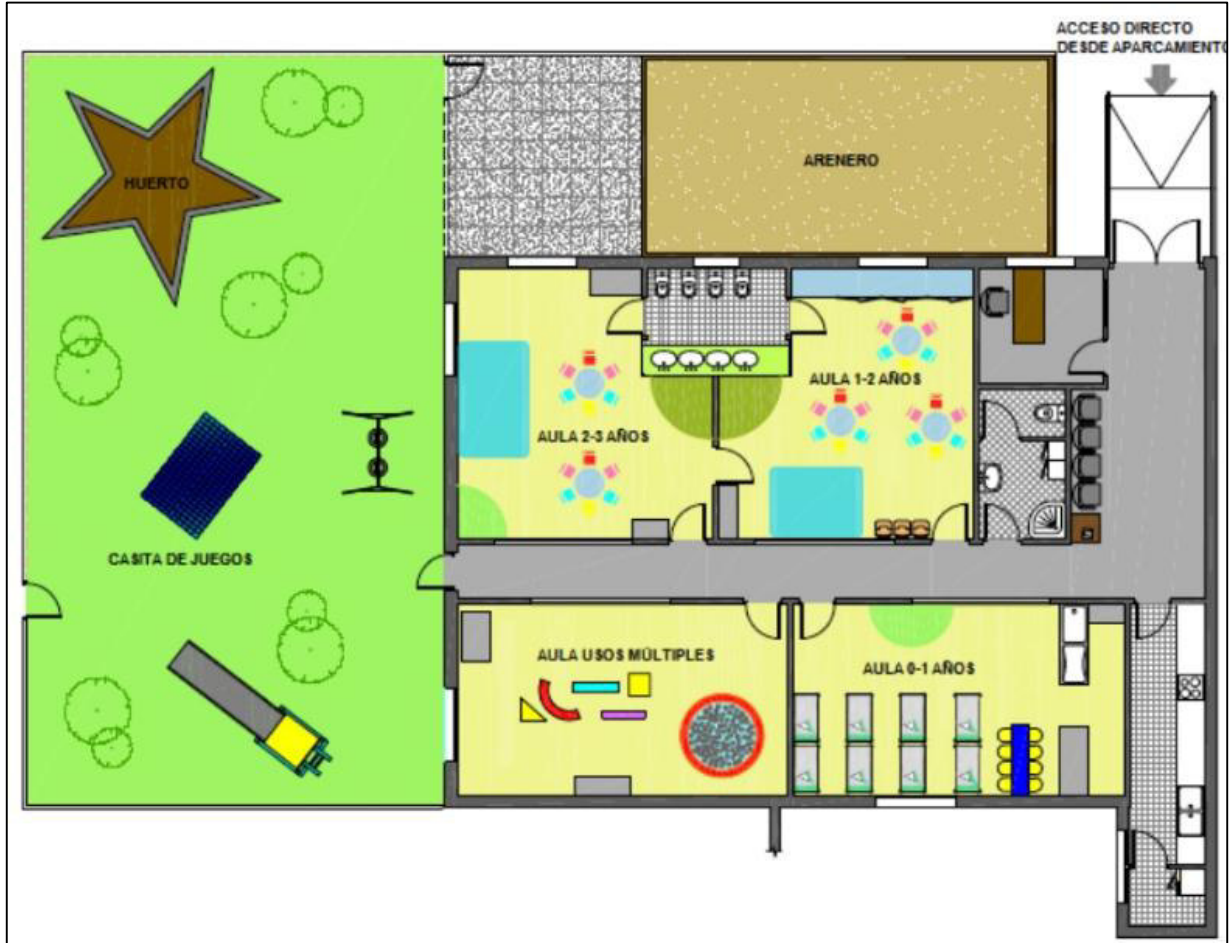 ACCESO DIRECTO
DESDE APARCAMIENTO
HUERTO
ARENERO
AULA 1-2 AÑOS
AULA 2-3 AÑOS
CASITA DE JUEGOS
AULA USOS MÚLTIPLES
AULA 0-1 AÑOS